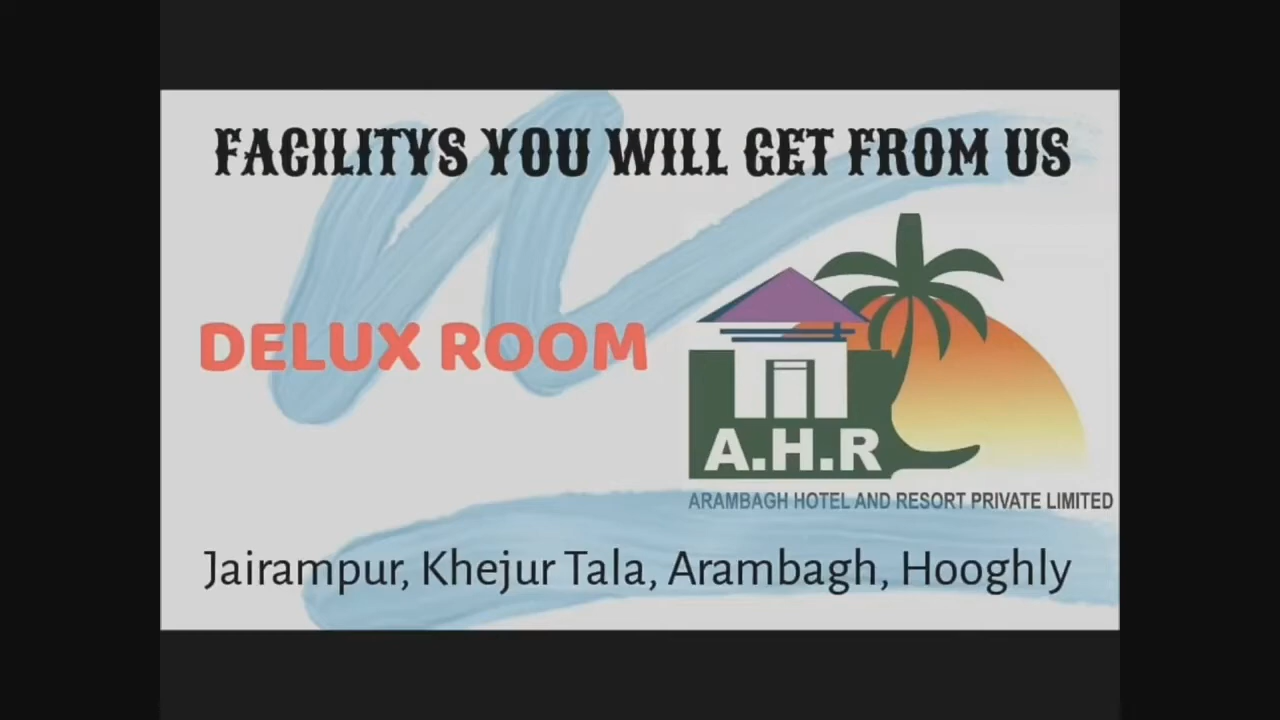 FACILITYS YOU WILL GET FROM US
DELUX ROOM
A.H.R
ARAMBAGH HOTEL AND RESORT PRIVATE LIMITED
Jairampur, Khejur Tala, Arambagh, Hooghly